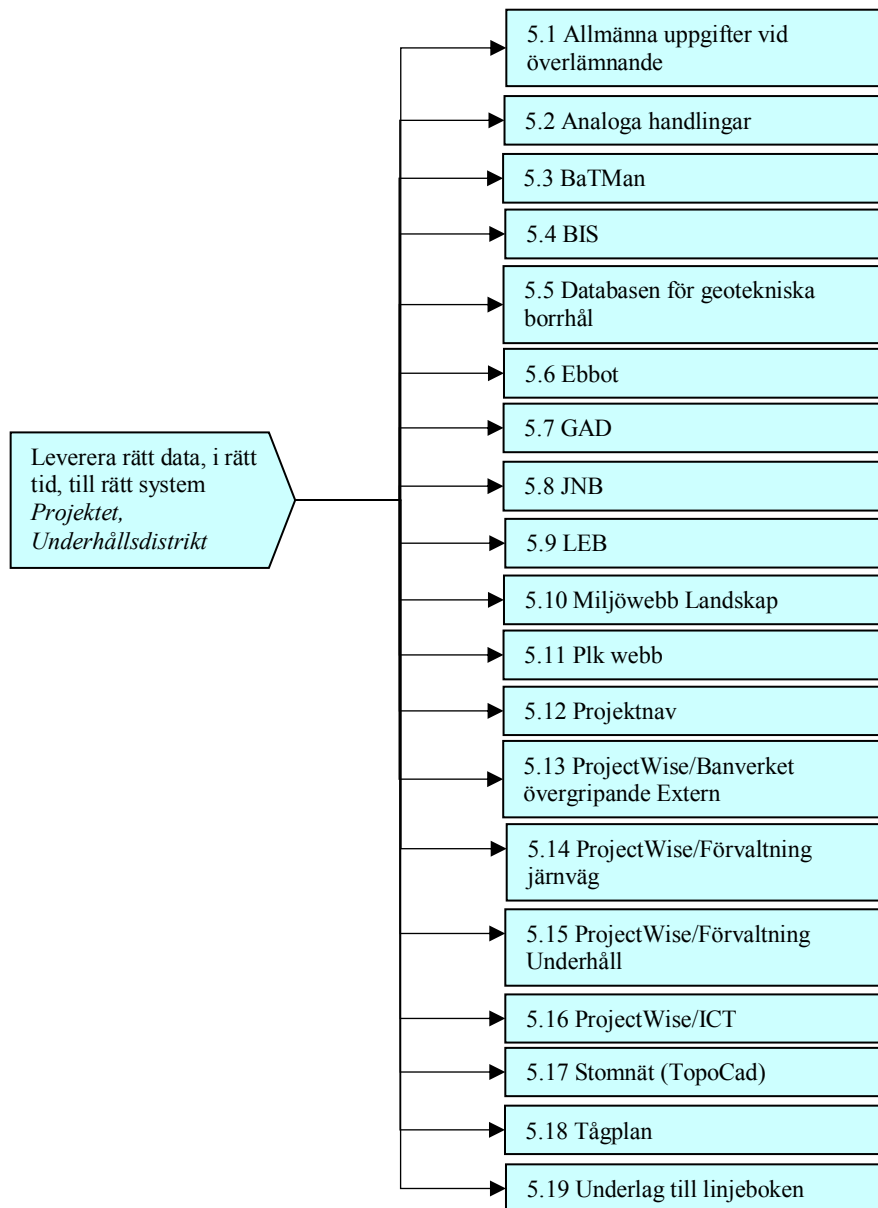 5.1 Allmänna uppgifter vid
överlämnande
5.2 Analoga handlingar
5.3 BaTMan
5.4 BIS
5.5 Databasen för geotekniska
borrhål
5.6 Ebbot
5.7 GAD
Leverera rätt data, i rätt
tid, till rätt system
Projektet,
Underhållsdistrikt
5.8 JNB
5.9 LEB
5.10 Miljöwebb Landskap
5.11 Plk webb
5.12 Projektnav
5.13 ProjectWise/Banverket
övergripande Extern
5.14 ProjectWise/Förvaltning
järnväg
5.15 ProjectWise/Förvaltning
Underhåll
5.16 ProjectWise/ICT
5.17 Stomnät (TopoCad)
5.18 Tågplan
5.19 Underlag till linjeboken